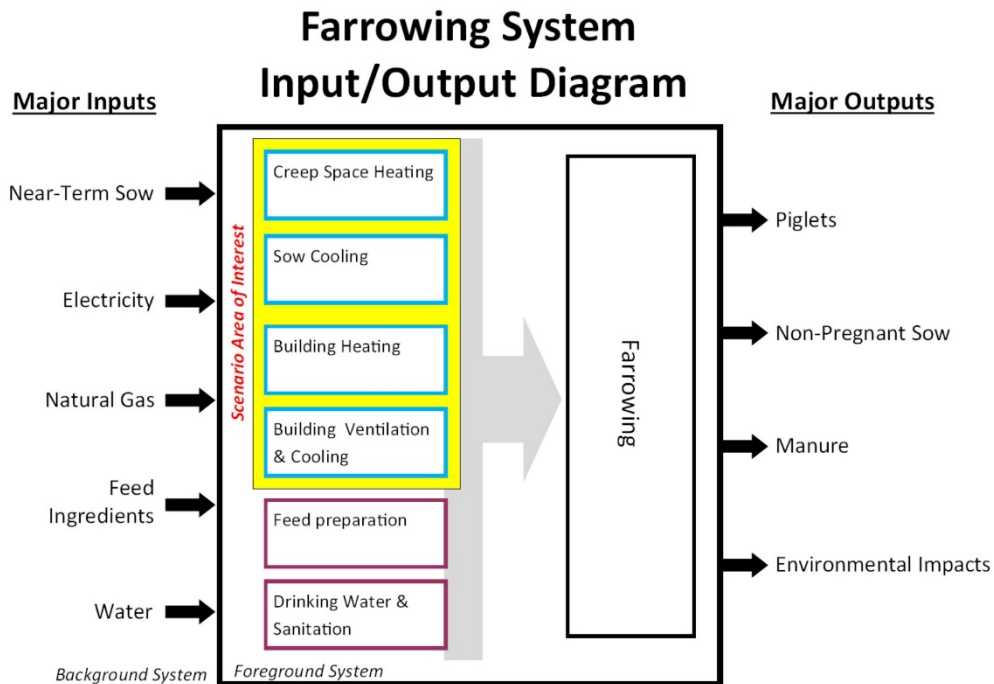 Farrowing System
Input/Output Diagram
Major Inputs
Near-Term Sow
Electricity
Natural Gas
Feed
Ingredients
Water
Background System
Scenario Area of Interest
Creep Space Heating
Sow Cooling
Building Heating
Building Ventilation
& Cooling
Feed preparation
Drinking Water &
Sanitation
Foreground System
Farrowing
Major Outputs
Piglets
Non-Pregnant Sow
Manure
Environmental Impacts